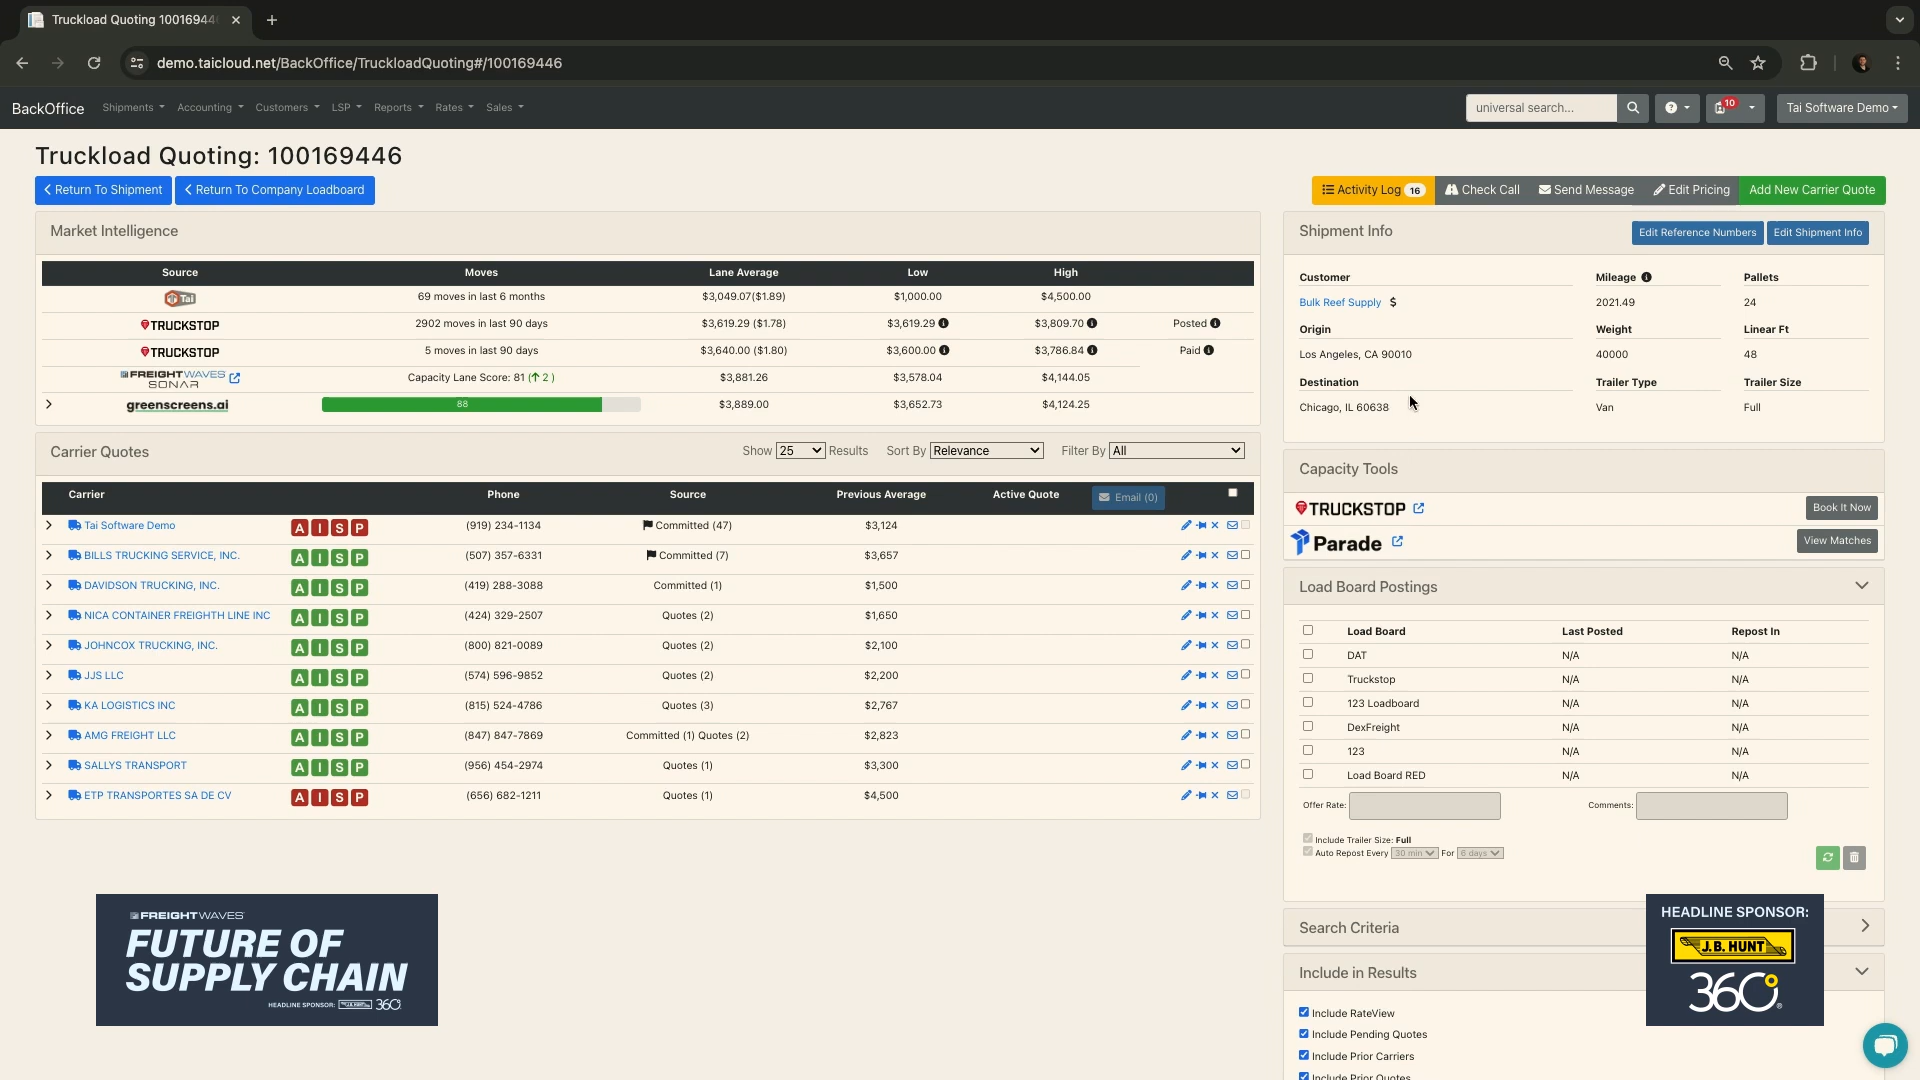 Truckload Quoting 10016944
demo.taicloud.net/BackOffice/TruckloadQuoting#/100169446
BackOffice Shipments Accounting Customers LSP Reports Rates Sales universal search... 10 Tai Software Demo
Truckload Quoting: 100169446
Return To Shipment Return To Company Loadboard Activity Log 16 Check Call Send Message Edit Pricing Add New Carrier Quote
Market Intelligence
Source Moves Lane Average Low High
Tai 69 moves in last 6 months $3,049.07($1.89) $1,000.00 $4,500.00
TRUCKSTOP 2902 moves in last 90 days $3,619.29 ($1.78) $3,619.29 $3,809.70 Posted
TRUCKSTOP 5 moves in last 90 days $3,640.00 ($1.80) $3,600.00 $3,786.84 Paid
FREIGHTWAVES SONAR Capacity Lane Score: 81 (↑ 2 ) $3,881.26 $3,578.04 $4,144.05
greenscreens.ai 88 $3,889.00 $3,652.73 $4,124.25
Carrier Quotes Show 25 Results Sort By Relevance Filter By All
Carrier Phone Source Previous Average Active Quote Email (0)
Tai Software Demo A I S P (919) 234-1134 Committed (47) $3,124
BILLS TRUCKING SERVICE, INC. A I S P (507) 357-6331 Committed (7) $3,657
DAVIDSON TRUCKING, INC. A I S P (419) 288-3088 Committed (1) $1,500
NICA CONTAINER FREIGHTH LINE INC A I S P (424) 329-2507 Quotes (2) $1,650
JOHNCOX TRUCKING, INC. A I S P (800) 821-0089 Quotes (2) $2,100
JJS LLC A I S P (574) 596-9852 Quotes (2) $2,200
KA LOGISTICS INC A I S P (815) 524-4786 Quotes (3) $2,767
AMG FREIGHT LLC A I S P (847) 847-7869 Committed (1) Quotes (2) $2,823
SALLYS TRANSPORT A I S P (956) 454-2974 Quotes (1) $3,300
ETP TRANSPORTES SA DE CV A I S P (656) 682-1211 Quotes (1) $4,500
Shipment Info Edit Reference Numbers Edit Shipment Info
Customer Mileage Pallets
Bulk Reef Supply $ 2021.49 24
Origin Weight Linear Ft
Los Angeles, CA 90010 40000 48
Destination Trailer Type Trailer Size
Chicago, IL 60638 Van Full
Capacity Tools
TRUCKSTOP Book It Now
Parade View Matches
Load Board Postings
Load Board Last Posted Repost In
DAT N/A N/A
Truckstop N/A N/A
123 Loadboard N/A N/A
DexFreight N/A N/A
123 N/A N/A
Load Board RED N/A N/A
Offer Rate: Comments:
Include Trailer Size: Full
Auto Repost Every 30 min For 6 days
Search Criteria
Include in Results
Include RateView
Include Pending Quotes
Include Prior Carriers
Include Prior Quotes
FREIGHTWAVES
FUTURE OF
SUPPLY CHAIN
HEADLINE SPONSOR: J.B. HUNT 360°
HEADLINE SPONSOR:
J.B. HUNT
360°